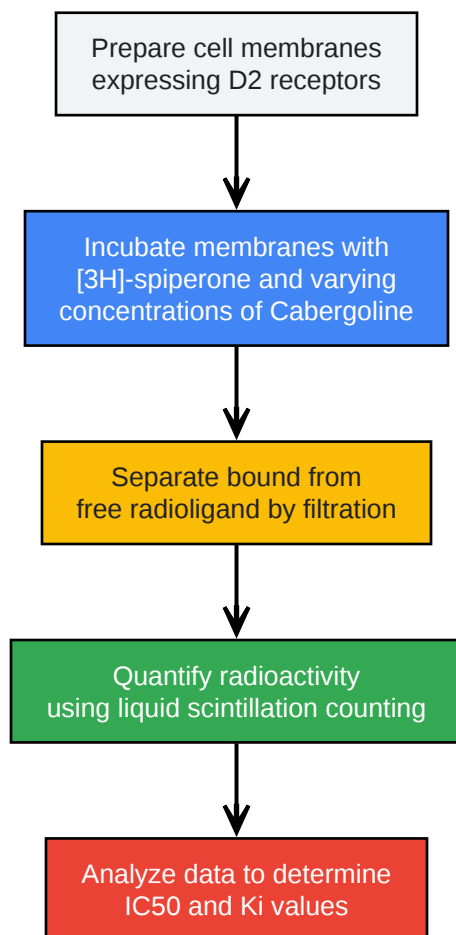 Prepare cell membranes
expressing D2 receptors
Incubate membranes with
[3H]-spiperone and varying
concentrations of Cabergoline
Separate bound from
free radioligand by filtration
Quantify radioactivity
using liquid scintillation counting
Analyze data to determine
IC50 and Ki values